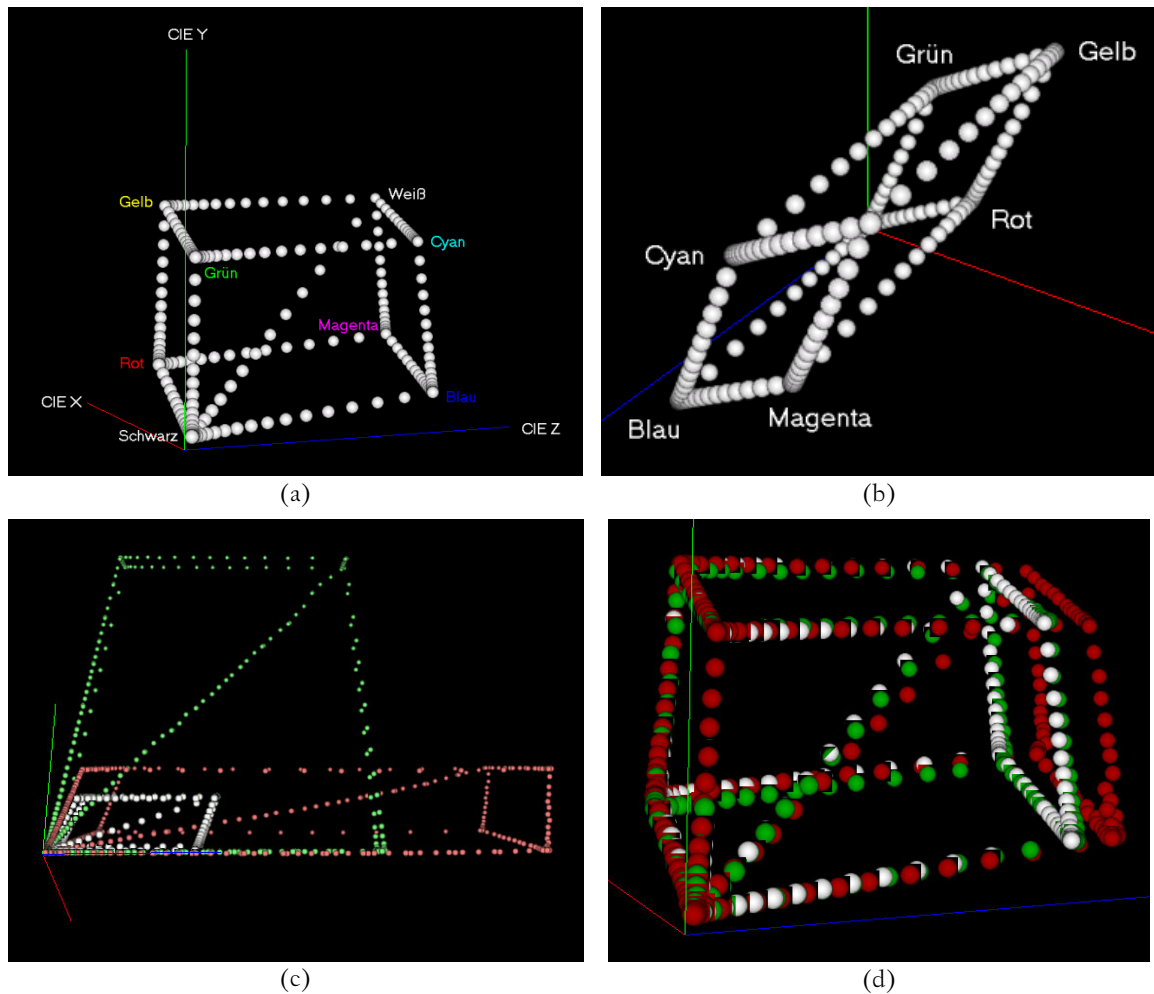 CIE Y
Gelb
Weiß
Grün
Cyan
Magenta
Rot
CIE X
Blau
Schwarz
CIE Z
(a)
Grün
Gelb
Rot
Cyan
Blau
Magenta
(b)
(c)
(d)